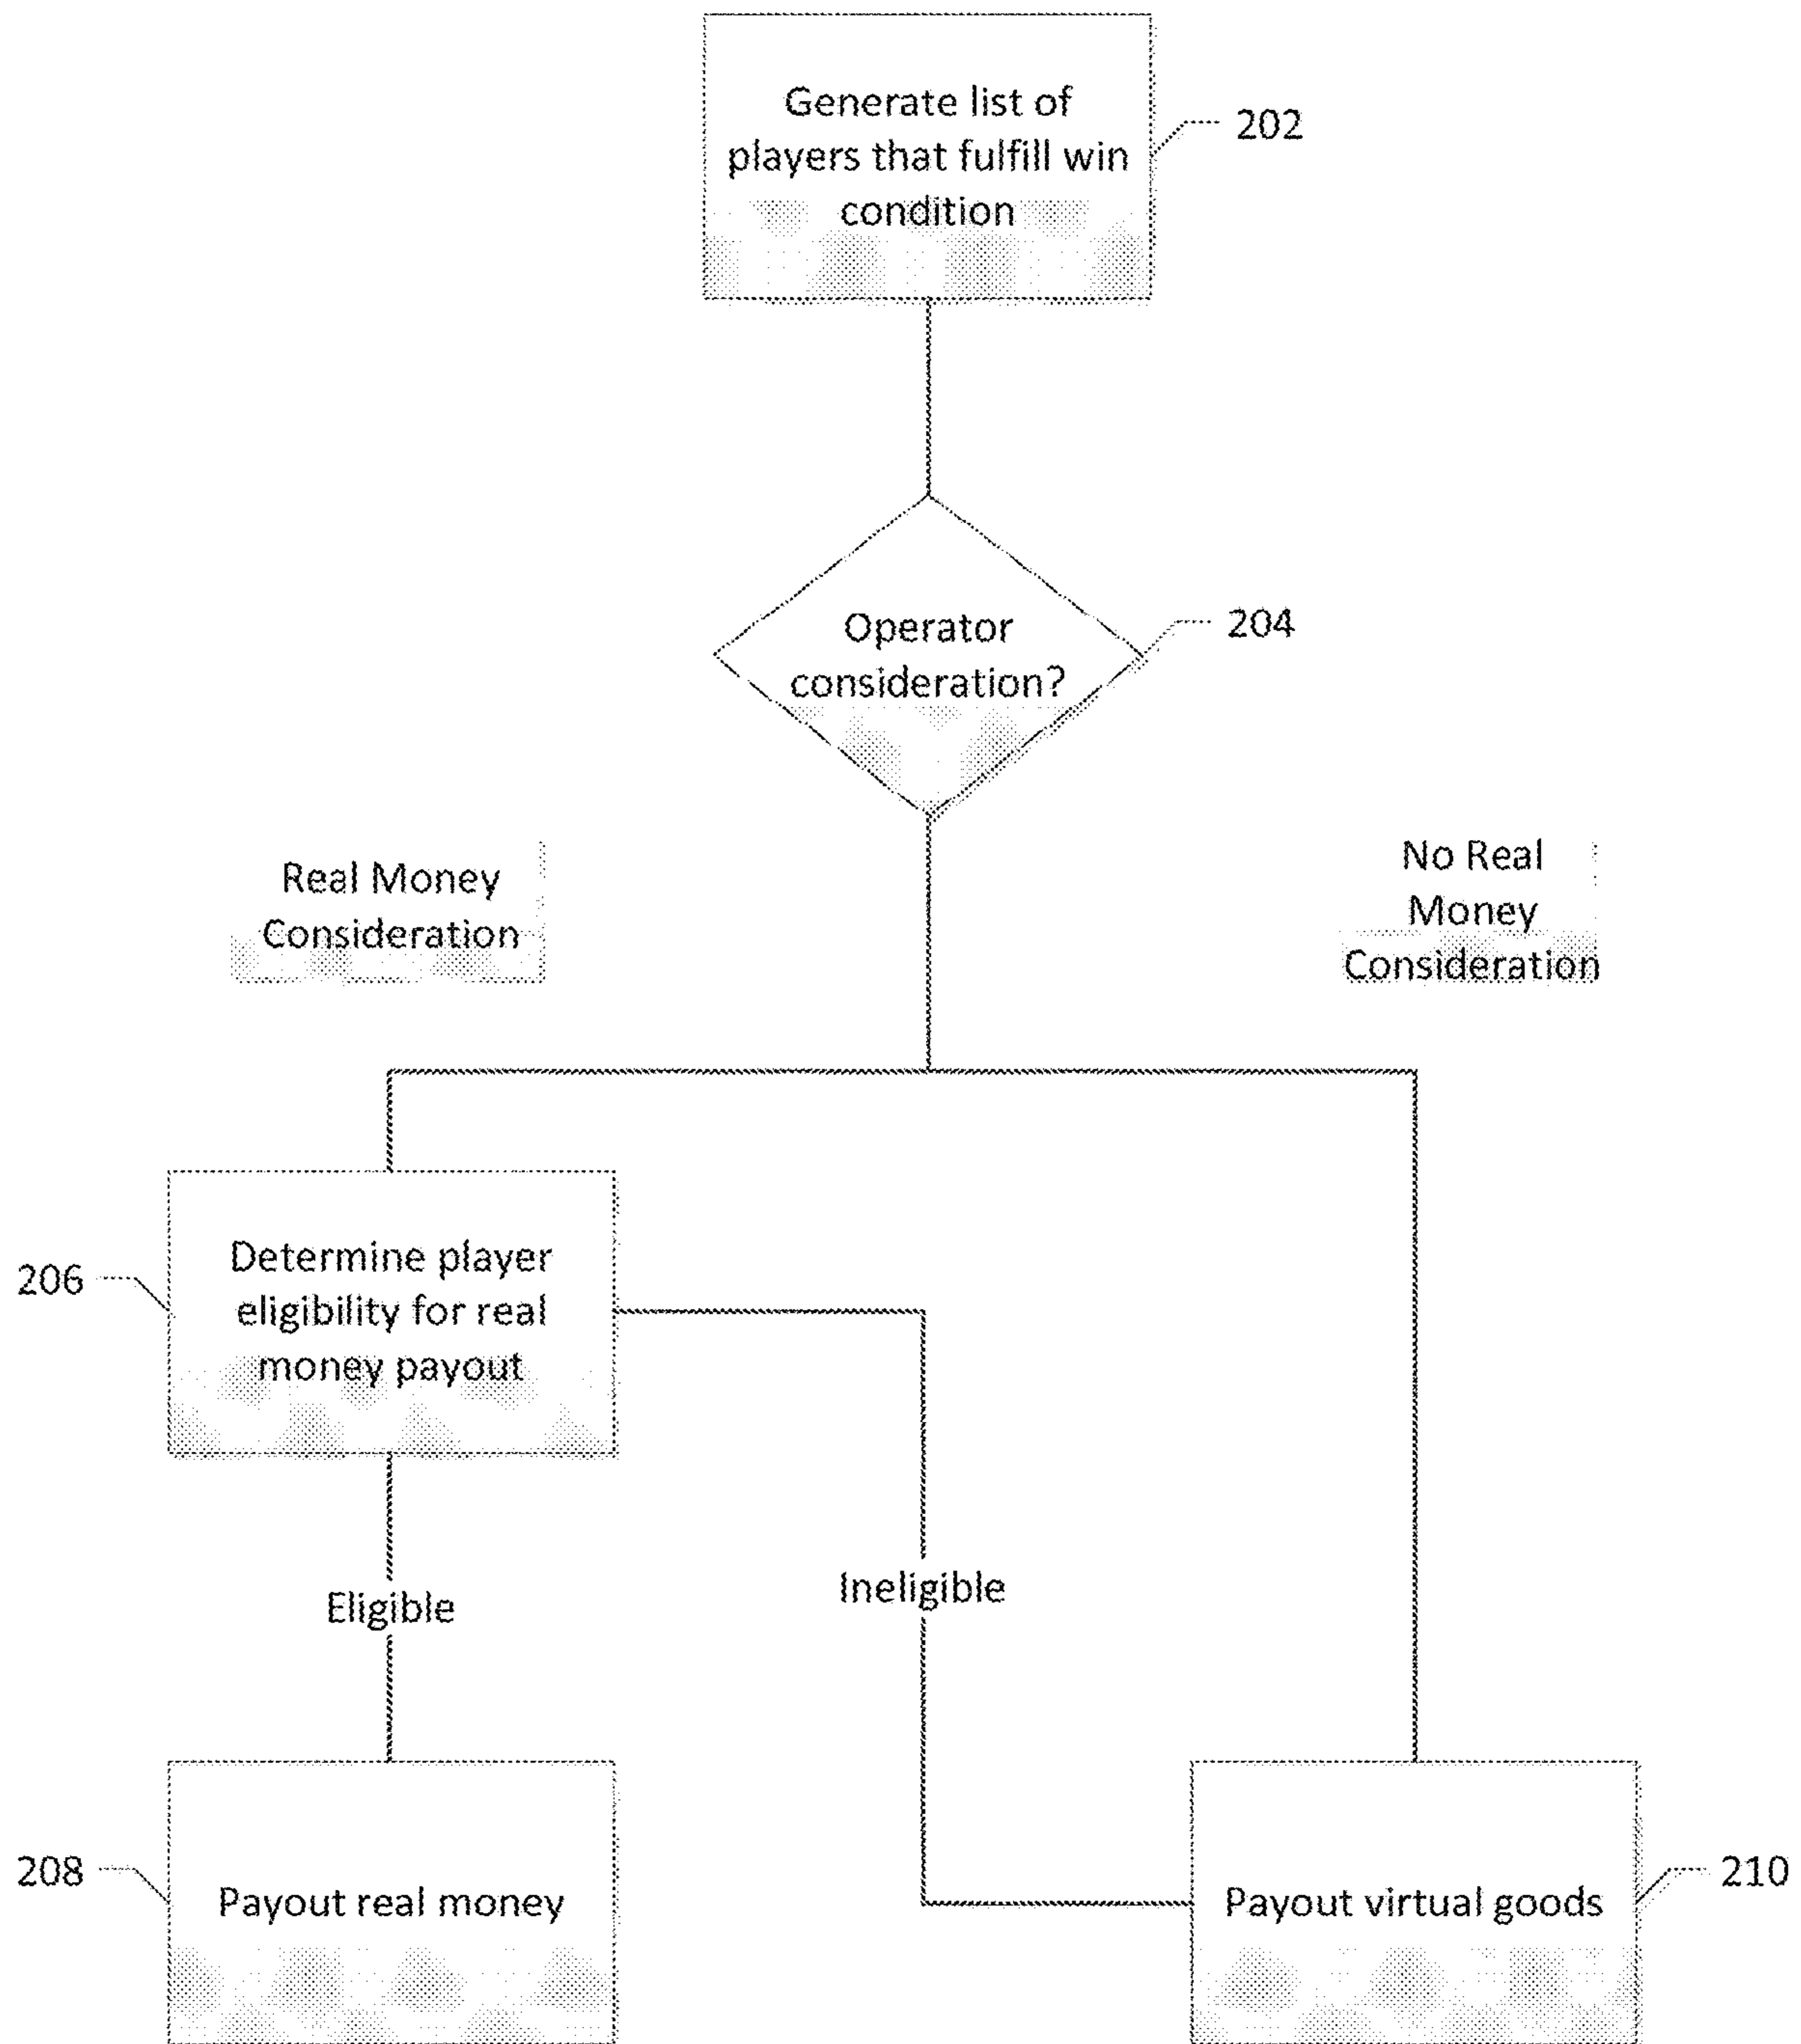 Generate list of
players that fulfill win
condition
202
Operator
consideration?
204
Real Money
Consideration
No Real
Money
Consideration
206
Determine player
eligibility for real
money payout
Eligible
Ineligible
208
Payout real money
Payout virtual goods
210